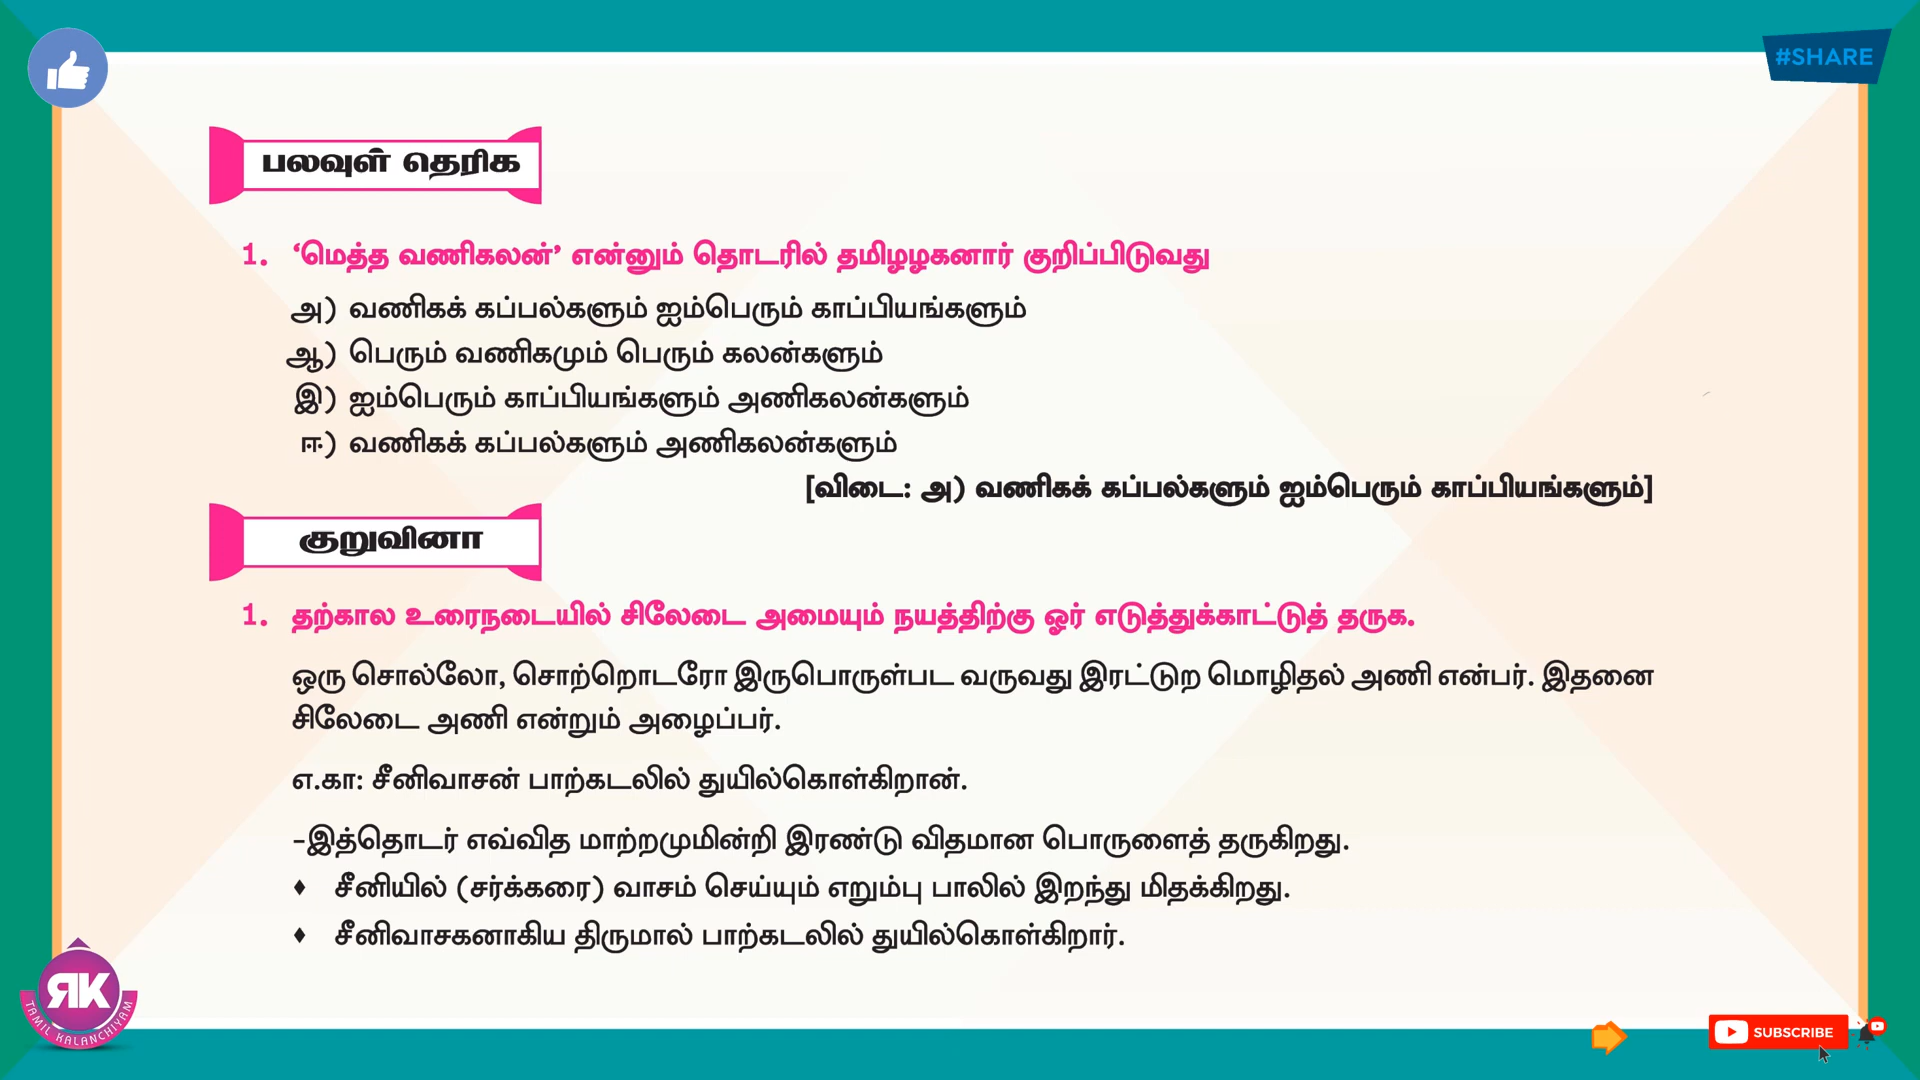 #SHARE
பலவுள் தெரிக
1. ‘மெத்த வணிகலன்’ என்னும் தொடரில் தமிழழகனார் குறிப்பிடுவது
அ) வணிகக் கப்பல்களும் ஐம்பெரும் காப்பியங்களும்
ஆ) பெரும் வணிகமும் பெரும் கலன்களும்
இ) ஐம்பெரும் காப்பியங்களும் அணிகலன்களும்
ஈ) வணிகக் கப்பல்களும் அணிகலன்களும்
[விடை: அ) வணிகக் கப்பல்களும் ஐம்பெரும் காப்பியங்களும்]
குறுவினா
1. தற்கால உரைநடையில் சிலேடை அமையும் நயத்திற்கு ஓர் எடுத்துக்காட்டுத் தருக.
ஒரு சொல்லோ, சொற்றொடரோ இருபொருள்பட வருவது இரட்டுற மொழிதல் அணி என்பர். இதனை
சிலேடை அணி என்றும் அழைப்பர்.
எ.கா: சீனிவாசன் பாற்கடலில் துயில்கொள்கிறான்.
–இத்தொடர் எவ்வித மாற்றமுமின்றி இரண்டு விதமான பொருளைத் தருகிறது.
♦ சீனியில் (சர்க்கரை) வாசம் செய்யும் எறும்பு பாலில் இறந்து மிதக்கிறது.
♦ சீனிவாசகனாகிய திருமால் பாற்கடலில் துயில்கொள்கிறார்.
RK
TAMIL KALANCHIYAM
SUBSCRIBE